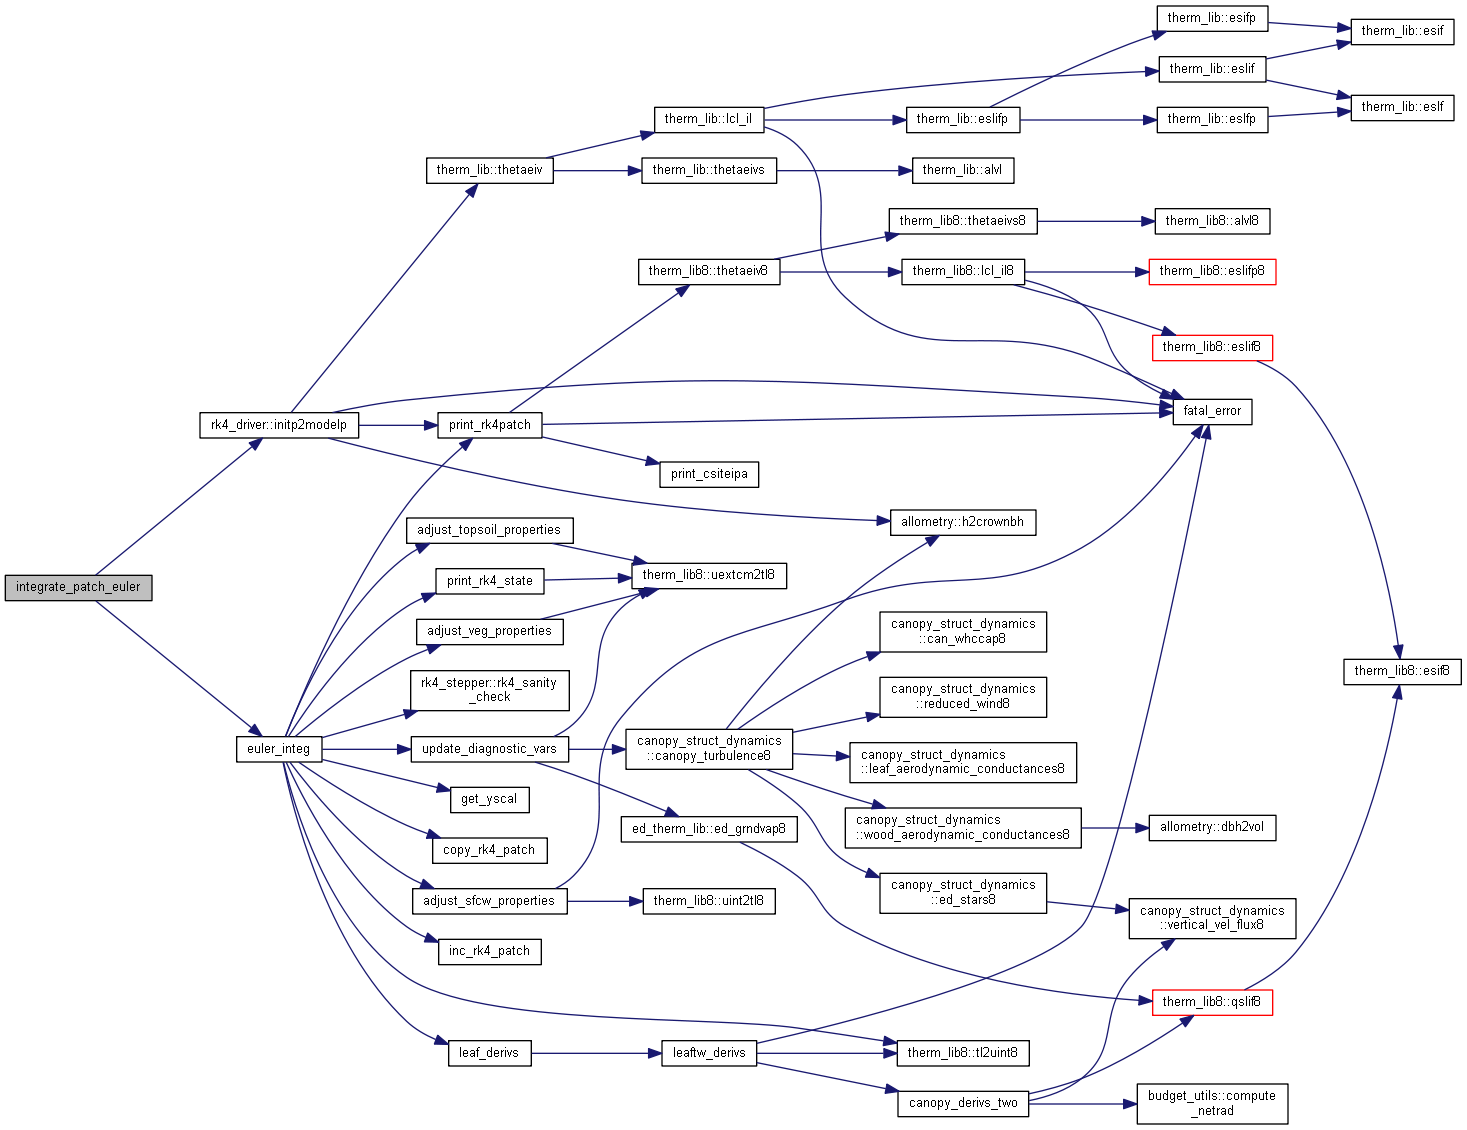 therm_lib::esifp
therm_lib::esif
therm_lib::eslif
therm_lib::eslf
therm_lib::lcl_il
therm_lib::eslifp
therm_lib::eslfp
therm_lib::thetaeiv
therm_lib::thetaeivs
therm_lib::alvl
therm_lib8::thetaeivs8
therm_lib8::alvl8
therm_lib8::thetaeiv8
therm_lib8::lcl_il8
therm_lib8::eslifp8
therm_lib8::eslif8
rk4_driver::initp2modelp
print_rk4patch
fatal_error
print_csiteipa
allometry::h2crownbh
adjust_topsoil_properties
integrate_patch_euler
print_rk4_state
therm_lib8::uextcm2tl8
adjust_veg_properties
canopy_struct_dynamics
::can_whccap8
therm_lib8::esif8
rk4_stepper::rk4_sanity
_check
canopy_struct_dynamics
::reduced_wind8
euler_integ
update_diagnostic_vars
canopy_struct_dynamics
::canopy_turbulence8
canopy_struct_dynamics
::leaf_aerodynamic_conductances8
get_yscal
ed_therm_lib::ed_grndvap8
canopy_struct_dynamics
::wood_aerodynamic_conductances8
allometry::dbh2vol
copy_rk4_patch
adjust_sfcw_properties
therm_lib8::uint2tl8
canopy_struct_dynamics
::ed_stars8
canopy_struct_dynamics
::vertical_vel_flux8
inc_rk4_patch
therm_lib8::qslif8
leaf_derivs
leaftw_derivs
therm_lib8::tl2uint8
canopy_derivs_two
budget_utils::compute
_netrad